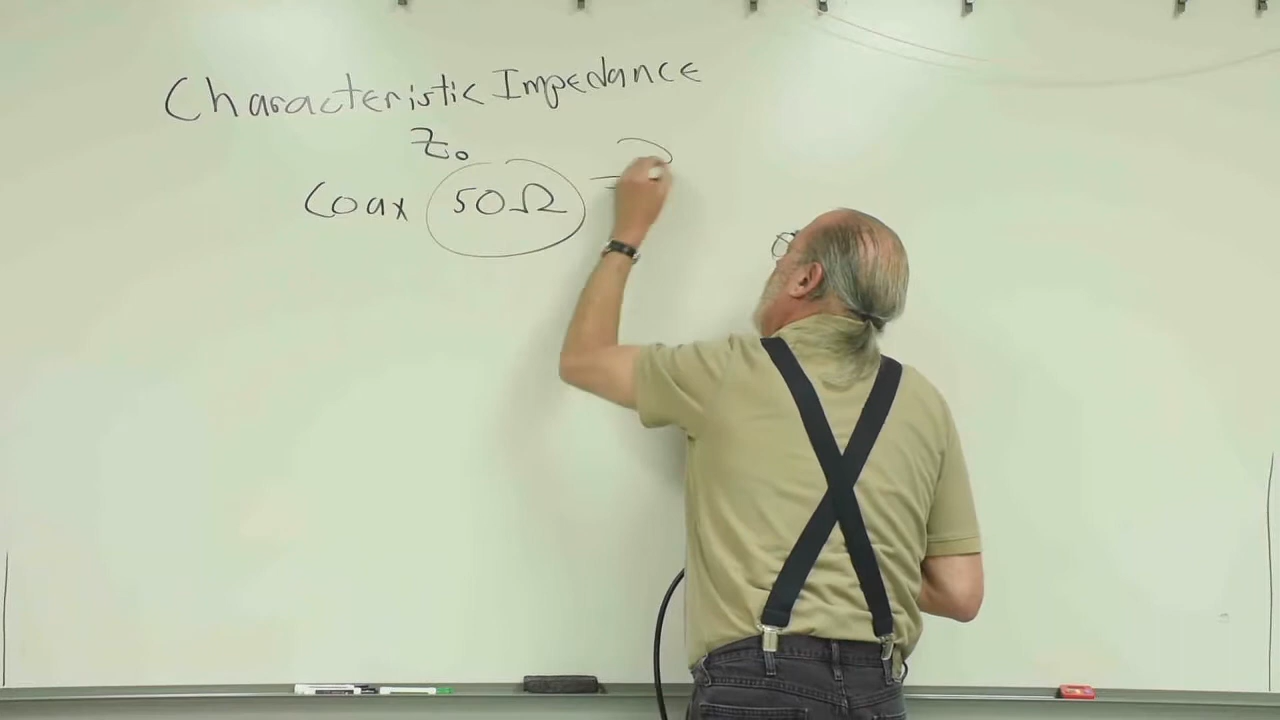 Characteristic Impedance
Z₀
Coax 50Ω =